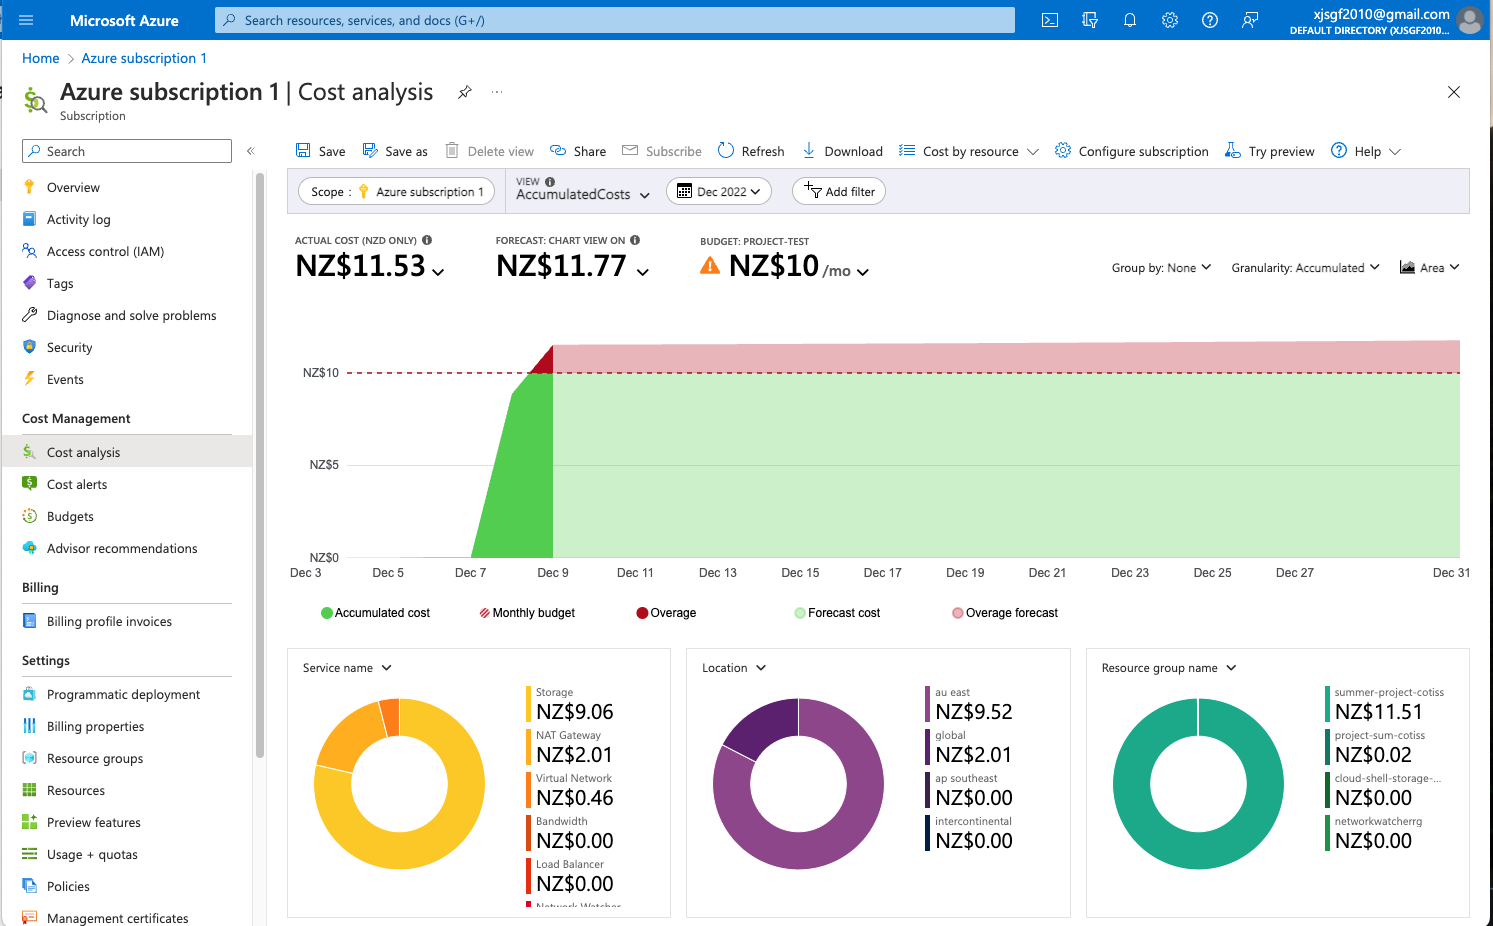 Microsoft Azure
Search resources, services, and docs (G+/)
xjsgf2010@gmail.com
DEFAULT DIRECTORY (XJSGF2010...
Home > Azure subscription 1
Azure subscription 1 | Cost analysis
...
Subscription
Search
«
Overview
Activity log
Access control (IAM)
Tags
Diagnose and solve problems
Security
Events
Cost Management
Cost analysis
Cost alerts
Budgets
Advisor recommendations
Billing
Billing profile invoices
Settings
Programmatic deployment
Billing properties
Resource groups
Resources
Preview features
Usage + quotas
Policies
Management certificates
Save
Save as
Delete view
Share
Subscribe
Refresh
Download
Cost by resource
Configure subscription
Try preview
Help
Scope : Azure subscription 1
VIEW
AccumulatedCosts
Dec 2022
Add filter
ACTUAL COST (NZD ONLY)
NZ$11.53
FORECAST: CHART VIEW ON
NZ$11.77
BUDGET: PROJECT-TEST
NZ$10 /mo
Group by: None
Granularity: Accumulated
Area
NZ$10
NZ$5
NZ$0
Dec 3 Dec 5 Dec 7 Dec 9 Dec 11 Dec 13 Dec 15 Dec 17 Dec 19 Dec 21 Dec 23 Dec 25 Dec 27 Dec 31
Accumulated cost
Monthly budget
Overage
Forecast cost
Overage forecast
Service name
Storage
NZ$9.06
NAT Gateway
NZ$2.01
Virtual Network
NZ$0.46
Bandwidth
NZ$0.00
Load Balancer
NZ$0.00
Network Watcher
Location
au east
NZ$9.52
global
NZ$2.01
ap southeast
NZ$0.00
intercontinental
NZ$0.00
Resource group name
summer-project-cotiss
NZ$11.51
project-sum-cotiss
NZ$0.02
cloud-shell-storage-...
NZ$0.00
networkwatcherrg
NZ$0.00